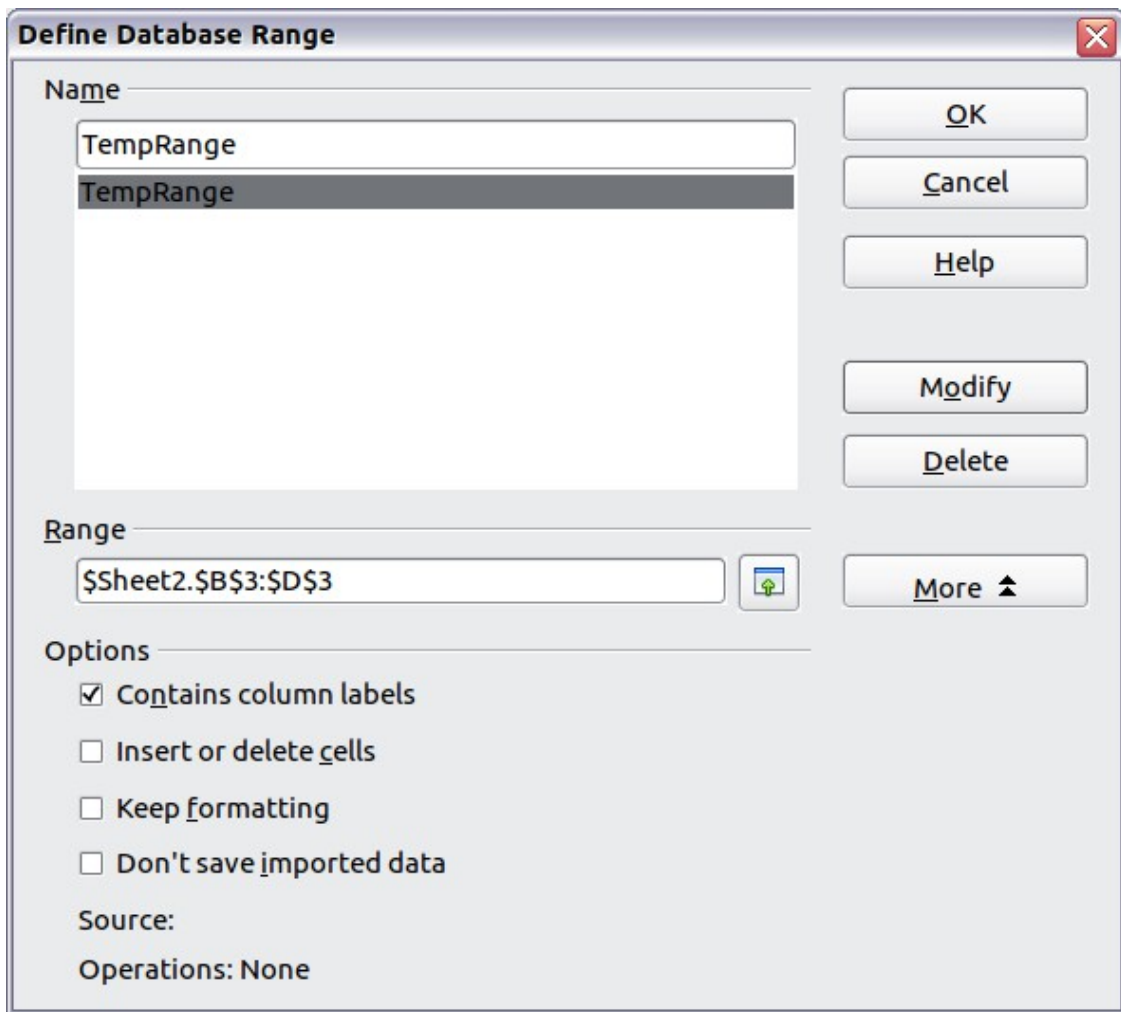 Define Database Range
Name
TempRange
TempRange
OK
Cancel
Help
Modify
Delete
Range
$Sheet2.$B$3:$D$3
More
Options
Contains column labels
Insert or delete cells
Keep formatting
Don't save imported data
Source:
Operations: None